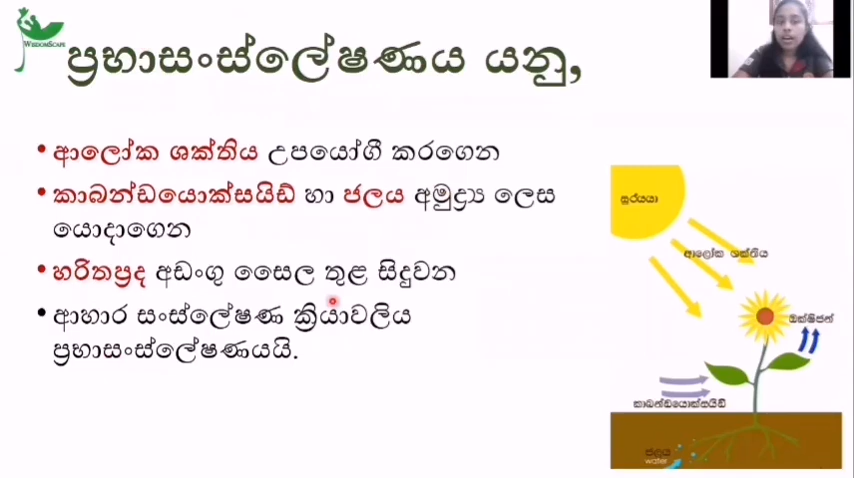 WISDOMSCAPE
ප්‍රභාසංස්ලේෂණය යනු,
• ආලෝක ශක්තිය උපයෝගී කරගෙන
• කාබන්ඩයොක්සයිඩ් හා ජලය අමුද්‍රව්‍ය ලෙස
යොදාගෙන
• හරිතප්‍රද අඩංගු සෛල තුළ සිදුවන
• ආහාර සංස්ලේෂණ ක්‍රියාවලිය
ප්‍රභාසංස්ලේෂණයයි.
සූර්යයා
ආලෝක ශක්තිය
ඔක්සිජන්
කාබන්ඩයොක්සයිඩ්
ජලය
water